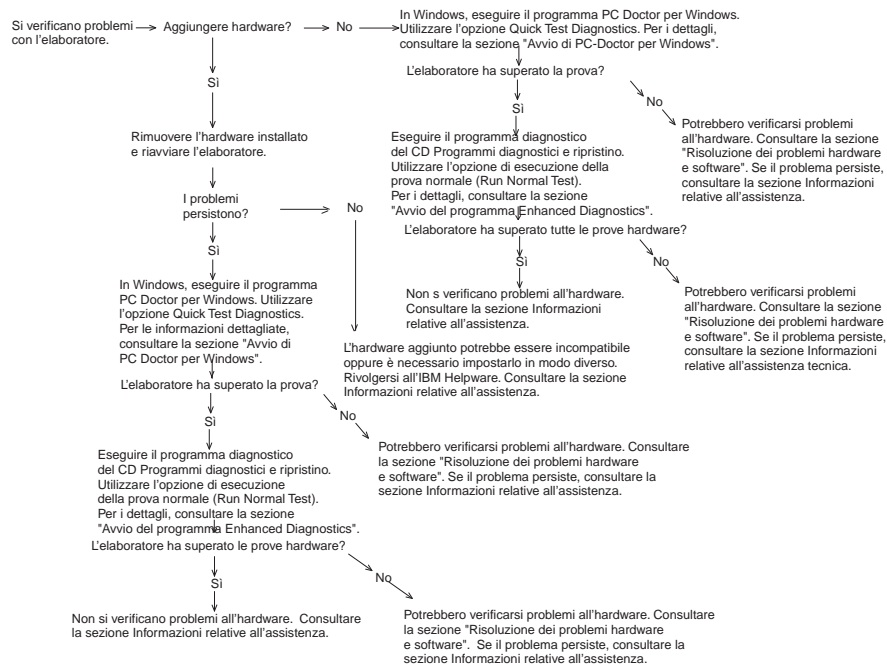 Si verificano problemi
con l'elaboratore.
Aggiungere hardware?
No
In Windows, eseguire il programma PC Doctor per Windows.
Utilizzare l'opzione Quick Test Diagnostics. Per i dettagli,
consultare la sezione "Avvio di PC-Doctor per Windows".
L'elaboratore ha superato la prova?
Sì
No
Potrebbero verificarsi problemi
all'hardware. Consultare la sezione
"Risoluzione dei problemi hardware
e software". Se il problema persiste,
consultare la sezione Informazioni
relative all'assistenza.
Eseguire il programma diagnostico
del CD Programmi diagnostici e ripristino.
Utilizzare l'opzione di esecuzione della
prova normale (Run Normal Test).
Per i dettagli, consultare la sezione
"Avvio del programma Enhanced Diagnostics".
L'elaboratore ha superato tutte le prove hardware?
Sì
No
Non s verificano problemi all'hardware.
Consultare la sezione Informazioni
relative all'assistenza.
Potrebbero verificarsi problemi
all'hardware. Consultare la sezione
"Risoluzione dei problemi hardware
e software". Se il problema persiste,
consultare la sezione Informazioni
relative all'assistenza tecnica.
Sì
Rimuovere l'hardware installato
e riavviare l'elaboratore.
I problemi
persistono?
No
L'hardware aggiunto potrebbe essere incompatibile
oppure è necessario impostarlo in modo diverso.
Rivolgersi all'IBM Helpware. Consultare la sezione
Informazioni relative all'assistenza.
Sì
In Windows, eseguire il programma
PC Doctor per Windows. Utilizzare
l'opzione Quick Test Diagnostics.
Per le informazioni dettagliate,
consultare la sezione "Avvio di
PC Doctor per Windows".
L'elaboratore ha superato la prova?
Sì
No
Potrebbero verificarsi problemi all'hardware. Consultare
la sezione "Risoluzione dei problemi hardware
e software". Se il problema persiste, consultare la
sezione Informazioni relative all'assistenza.
Eseguire il programma diagnostico
del CD Programmi diagnostici e ripristino.
Utilizzare l'opzione di esecuzione
della prova normale (Run Normal Test).
Per i dettagli, consultare la sezione
"Avvio del programma Enhanced Diagnostics".
L'elaboratore ha superato le prove hardware?
Sì
No
Non si verificano problemi all'hardware. Consultare
la sezione Informazioni relative all'assistenza.
Potrebbero verificarsi problemi all'hardware. Consultare
la sezione "Risoluzione dei problemi hardware
e software". Se il problema persiste, consultare la
sezione Informazioni relative all'assistenza.